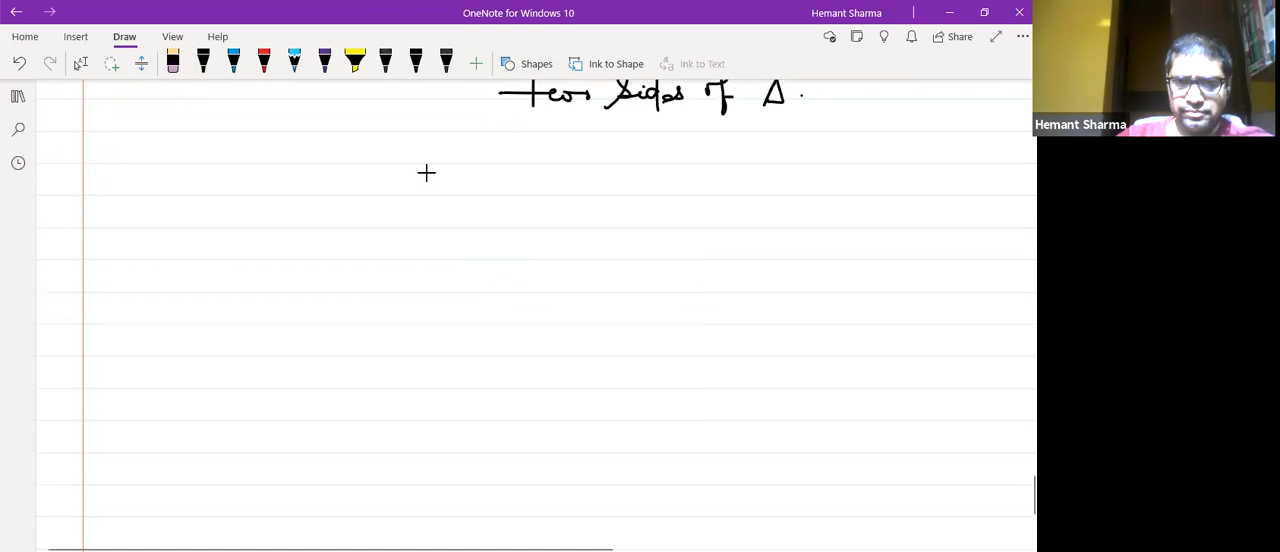 OneNote for Windows 10
Hemant Sharma
Home Insert Draw View Help
Share
Shapes Ink to Shape Ink to Text
two sides of Δ.
Hemant Sharma